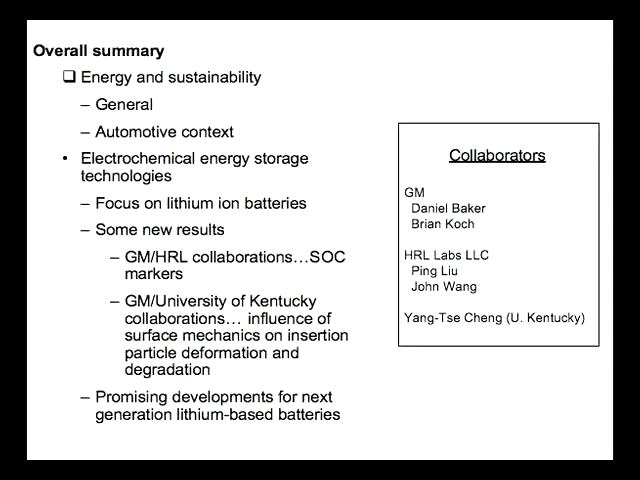 Overall summary
❑ Energy and sustainability
– General
– Automotive context
• Electrochemical energy storage
technologies
– Focus on lithium ion batteries
– Some new results
– GM/HRL collaborations…SOC
markers
– GM/University of Kentucky
collaborations… influence of
surface mechanics on insertion
particle deformation and
degradation
– Promising developments for next
generation lithium-based batteries
Collaborators
GM
Daniel Baker
Brian Koch
HRL Labs LLC
Ping Liu
John Wang
Yang-Tse Cheng (U. Kentucky)